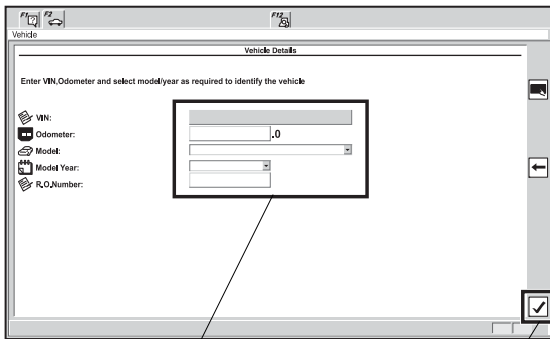 F1 F2 F12
Vehicle
Vehicle Details
Enter VIN,Odometer and select model/year as required to identify the vehicle
VIN:
Odometer: .0
Model:
Model Year:
R.O.Number: